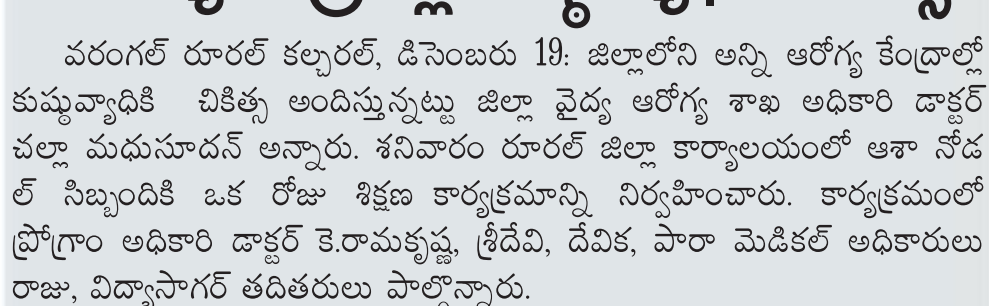 వరంగల్ రూరల్ కల్చరల్, డిసెంబరు 19: జిల్లాలోని అన్ని ఆరోగ్య కేంద్రాల్లో
కుష్ఠువ్యాధికి చికిత్స అందిస్తున్నట్టు జిల్లా వైద్య ఆరోగ్య శాఖ అధికారి డాక్టర్
చల్లా మధుసూదన్ అన్నారు. శనివారం రూరల్ జిల్లా కార్యాలయంలో ఆశా నోడ
ల్ సిబ్బందికి ఒక రోజు శిక్షణ కార్యక్రమాన్ని నిర్వహించారు. కార్యక్రమంలో
ప్రోగ్రాం అధికారి డాక్టర్ కె.రామకృష్ణ, శ్రీదేవి, దేవిక, పారా మెడికల్ అధికారులు
రాజు, విద్యాసాగర్ తదితరులు పాల్గొన్నారు.